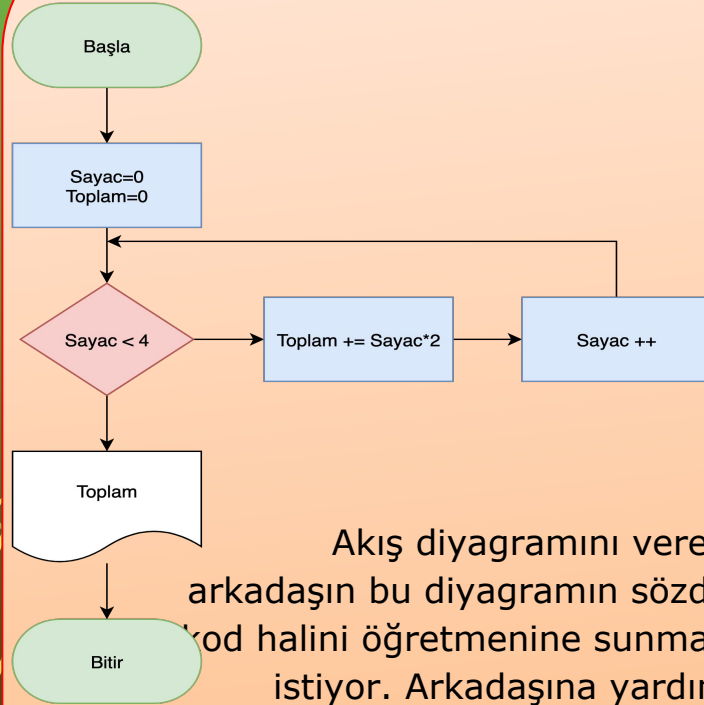 Başla
Sayac=0
Toplam=0
Sayac < 4
Toplam += Sayac*2
Sayac ++
Toplam
Akış diyagramını vere
arkadaşın bu diyagramın sözd
kod halini öğretmenine sunma
istiyor. Arkadaşına yardır
Bitir